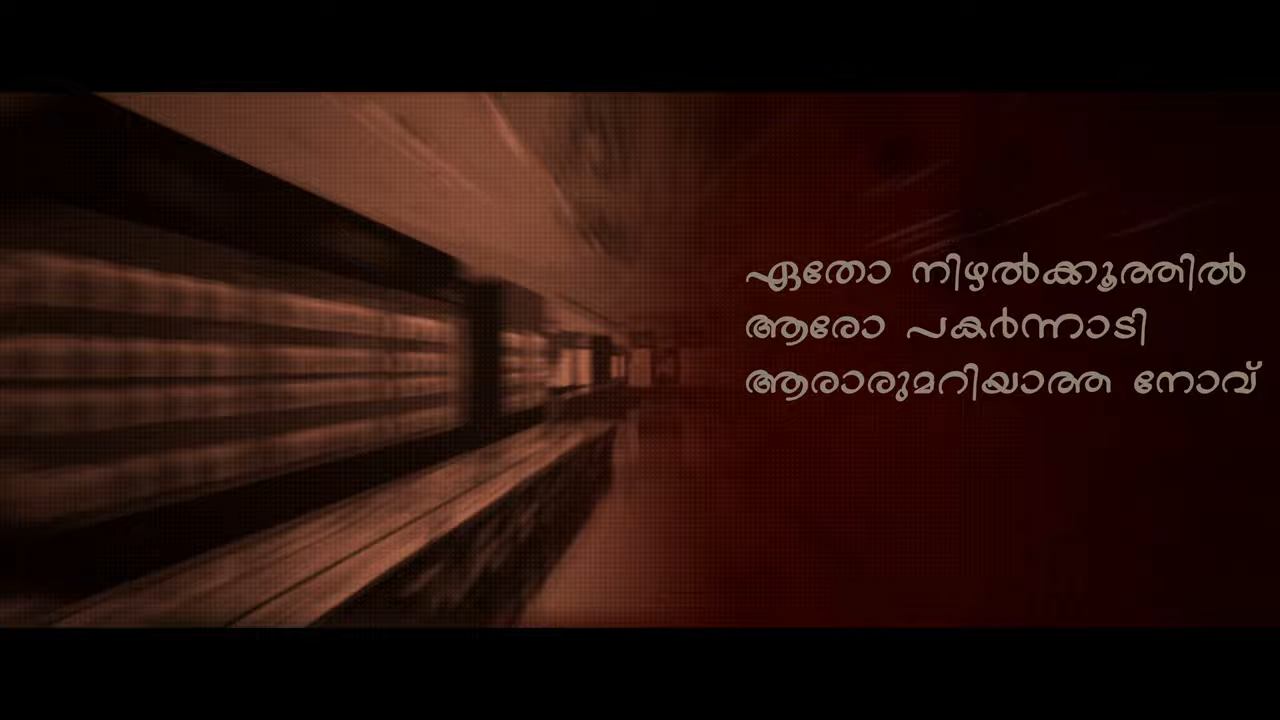 ഏതോ നിഴൽക്കൂത്തിൽ
ആരോ പകർന്നാടി
ആരാരുമറിയാത്ത നോവ്